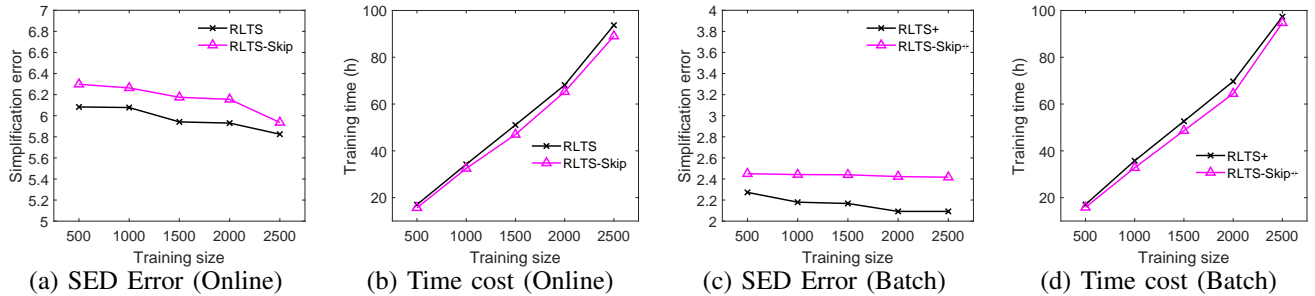 7
6.8
6.6
6.4
6.2
6
5.8
5.6
5.4
5.2
5
Simplification error
RLTS
RLTS-Skip
500 1000 1500 2000 2500
Training size
(a) SED Error (Online)
100
80
60
40
20
Training time (h)
RLTS
RLTS-Skip
500 1000 1500 2000 2500
Training size
(b) Time cost (Online)
4
3.8
3.6
3.4
3.2
3
2.8
2.6
2.4
2.2
2
Simplification error
RLTS+
RLTS-Skip+
500 1000 1500 2000 2500
Training size
(c) SED Error (Batch)
100
80
60
40
20
Training time (h)
RLTS+
RLTS-Skip+
500 1000 1500 2000 2500
Training size
(d) Time cost (Batch)